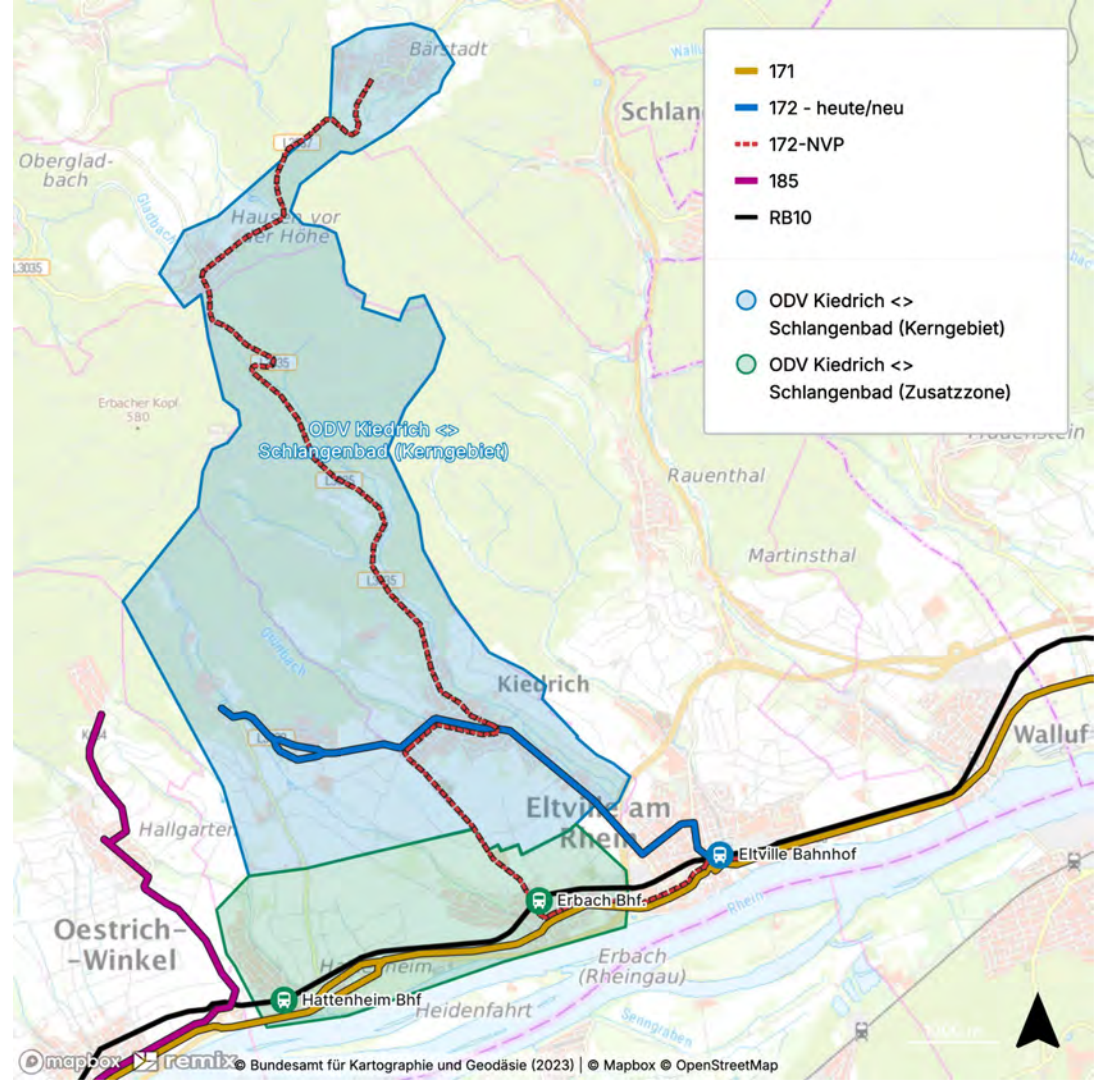 Bärstadt
Schlan
171
172 - heute/neu
172-NVP
185
RB10
ODV Kiedrich <>
Schlangenbad (Kerngebiet)
ODV Kiedrich <>
Schlangenbad (Zusatzzone)
Oberglad-
bach
Gladbach
Hausen vor
der Höhe
L3035
Erbacher Kopf
580
ODV Kiedrich <>
Schlangenbad (Kerngebiet)
Rauenthal
Martinsthal
Grünbach
Kiedrich
Walluf
Hallgarten
Eltville am
Rhein
Eltville Bahnhof
Rhein
Erbach Bhf.
Oestrich-
-Winkel
Hattenheim
Erbach
(Rheingau)
Hattenheim Bhf
Heidenfahrt
Senngraben
mapbox remix © Bundesamt für Kartographie und Geodäsie (2023) | © Mapbox © OpenStreetMap